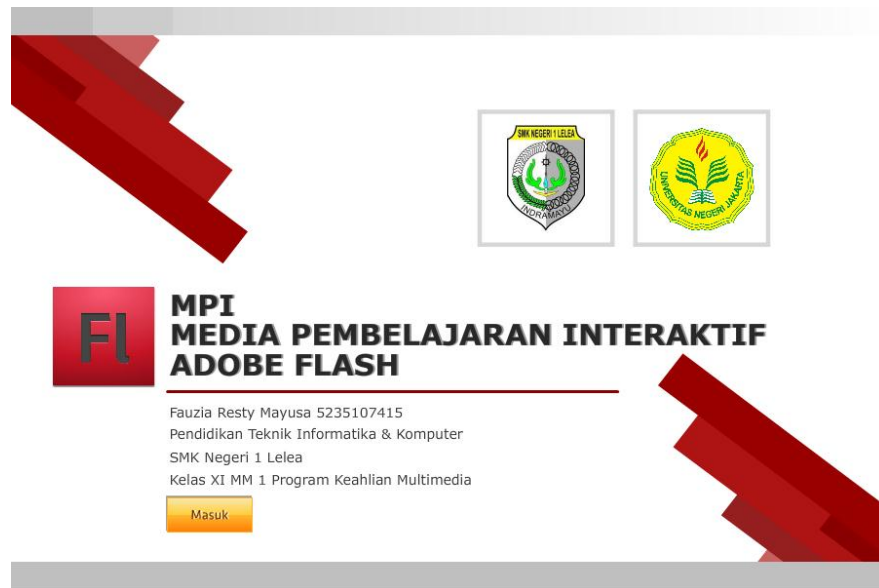 SMK NEGERI 1 LELEA
INDRAMAYU
UNIVERSITAS NEGERI JAKARTA
Fl
MPI
MEDIA PEMBELAJARAN INTERAKTIF
ADOBE FLASH
Fauzia Resty Mayusa 5235107415
Pendidikan Teknik Informatika & Komputer
SMK Negeri 1 Lelea
Kelas XI MM 1 Program Keahlian Multimedia
Masuk